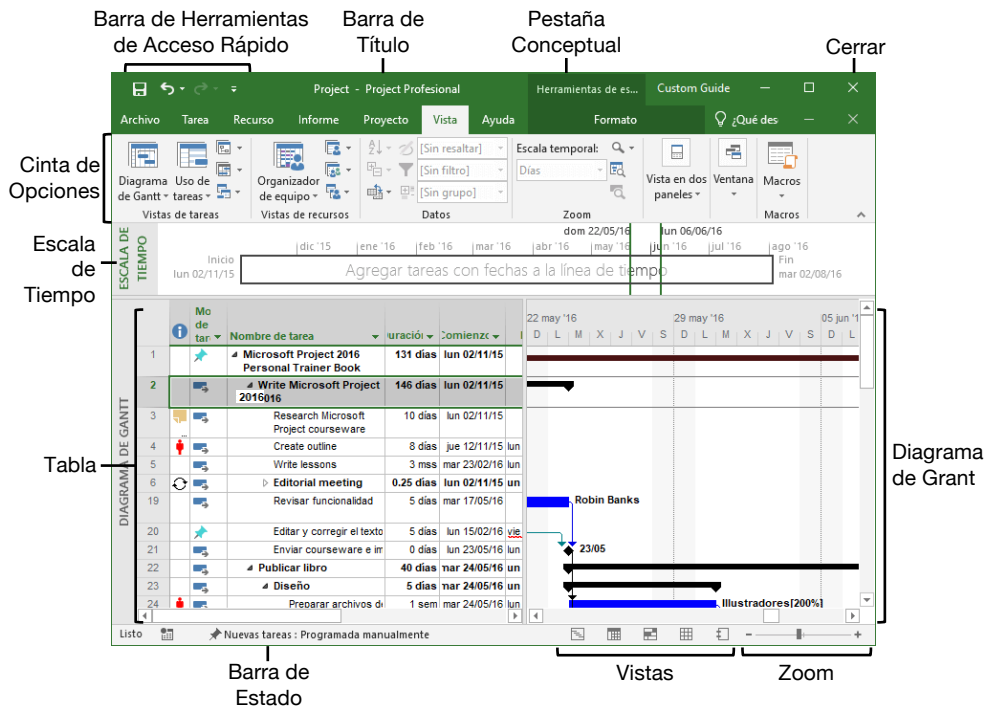 Barra de Herramientas
de Acceso Rápido
Barra de
Título
Pestaña
Conceptual
Cerrar
Project - Project Profesional
Herramientas de es...
Custom Guide
Archivo Tarea Recurso Informe Proyecto Vista Ayuda Formato ¿Qué des
Cinta de
Opciones
Diagrama
de Gantt
Uso de
tareas
Vistas de tareas
Organizador
de equipo
Vistas de recursos
[Sin resaltar]
[Sin filtro]
[Sin grupo]
Datos
Escala temporal:
Días
Zoom
Vista en dos
paneles
Ventana
Macros
Macros
Escala
de
Tiempo
ESCALA DE
TIEMPO
dom 22/05/16 lun 06/06/16
dic '15 ene '16 feb '16 mar '16 abr '16 may '16 jun '16 jul '16 ago '16
Inicio
lun 02/11/15
Agregar tareas con fechas a la línea de tiempo
Fin
mar 02/08/16
Tabla
DIAGRAMA DE GANTT
Mo
de
tar
Nombre de tarea
Comienzo
22 may '16 29 may '16 05 jun '1
D L M X J V S D L M X J V S D L
1 Microsoft Project 2016 131 días lun 02/11/15
Personal Trainer Book
2 Write Microsoft Project 146 días lun 02/11/15
2016016
3 Research Microsoft 10 días lun 02/11/15
Project courseware
4 Create outline 8 días jue 12/11/15 lun
5 Write lessons 3 mss mar 23/02/16 lun
6 Editorial meeting 0.25 días lun 02/11/15 un
19 Revisar funcionalidad 5 días mar 17/05/16
Robin Banks
20 Editar y corregir el texto 5 días lun 15/02/16 vie
21 Enviar courseware e im 0 días lun 23/05/16 lun
23/05
22 Publicar libro 40 días mar 24/05/16 un
23 Diseño 5 días mar 24/05/16 un
24 Preparar archivos de 1 sem mar 24/05/16 lun
Illustradores[200%]
Diagrama
de Grant
Listo
Nuevas tareas : Programada manualmente
Barra de
Estado
Vistas
Zoom